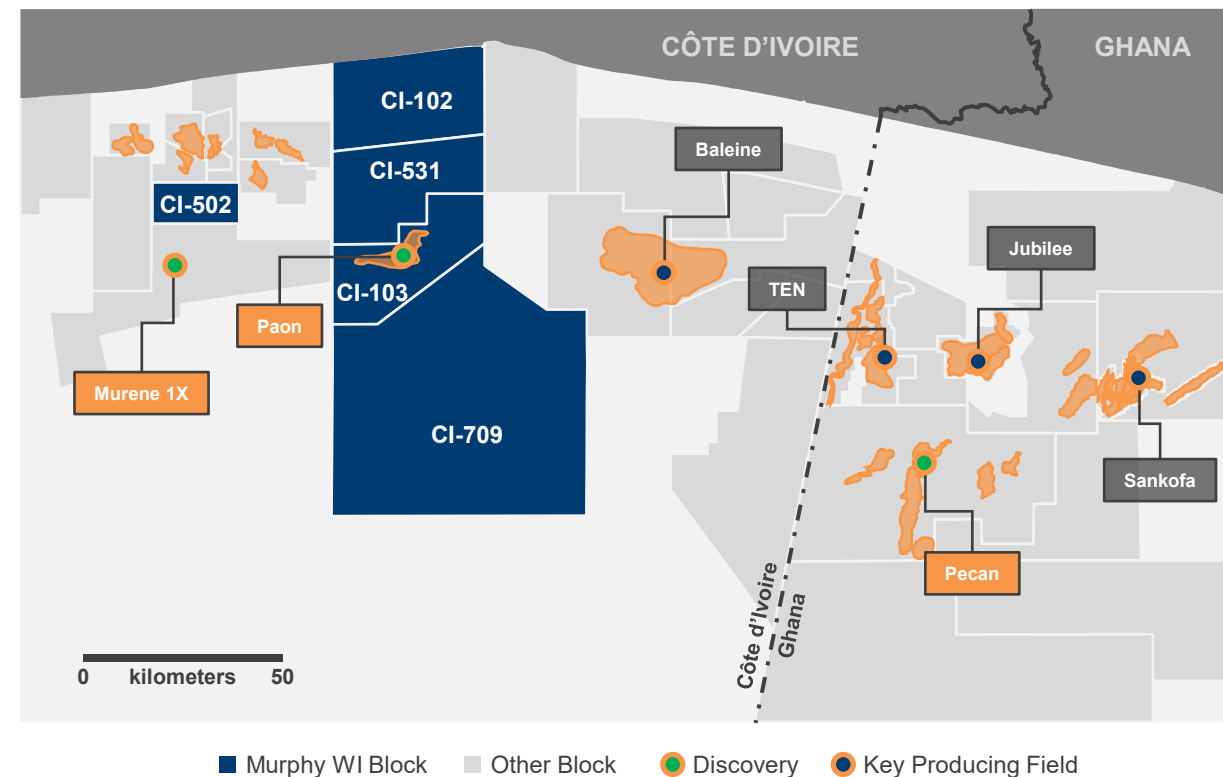 CÔTE D'IVOIRE
GHANA
CI-102
Baleine
CI-531
CI-502
Jubilee
TEN
CI-103
Paon
Murene 1X
CI-709
Sankofa
Pecan
Côte d'Ivoire
Ghana
0 kilometers 50
Murphy WI Block
Other Block
Discovery
Key Producing Field